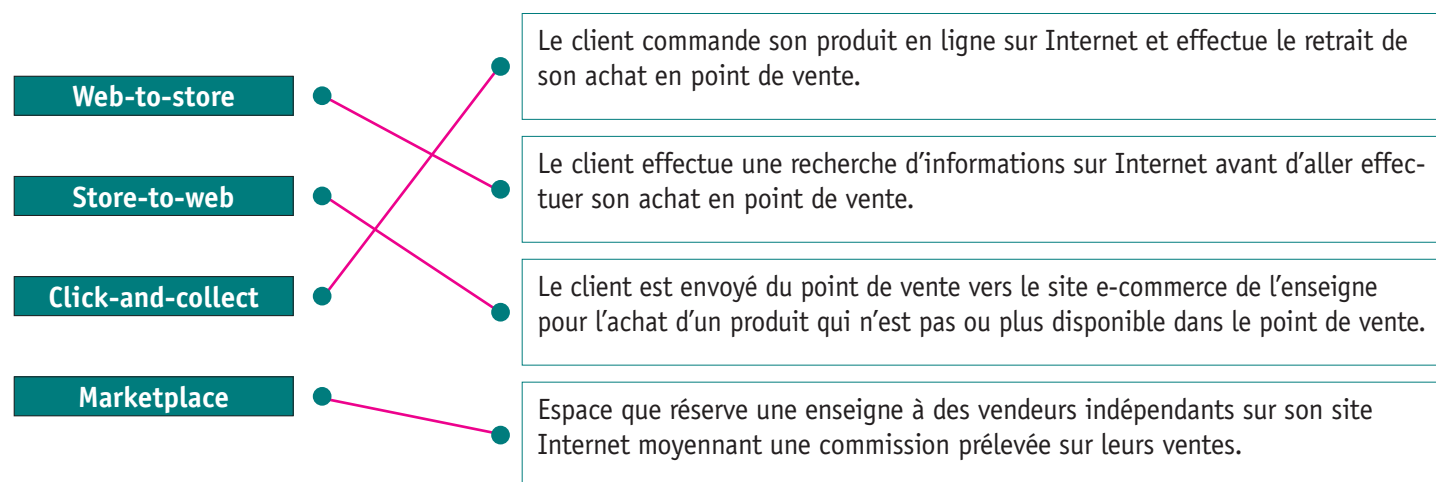 Web-to-store
Store-to-web
Click-and-collect
Marketplace
Le client commande son produit en ligne sur Internet et effectue le retrait de
son achat en point de vente.
Le client effectue une recherche d'informations sur Internet avant d'aller effec-
tuer son achat en point de vente.
Le client est envoyé du point de vente vers le site e-commerce de l'enseigne
pour l'achat d'un produit qui n'est pas ou plus disponible dans le point de vente.
Espace que réserve une enseigne à des vendeurs indépendants sur son site
Internet moyennant une commission prélevée sur leurs ventes.